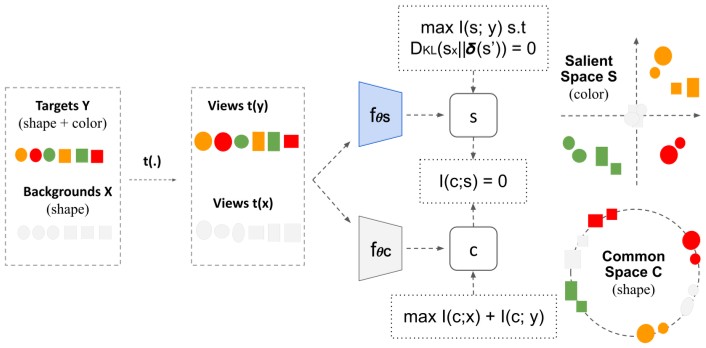 Targets Y
(shape + color)
Backgrounds X
(shape)
t(.)
Views t(y)
Views t(x)
fθs
fθc
max I(s; y) s.t
DKL(sx||δ(s’)) = 0
s
I(c;s) = 0
c
max I(c;x) + I(c; y)
Salient
Space S
(color)
Common
Space C
(shape)